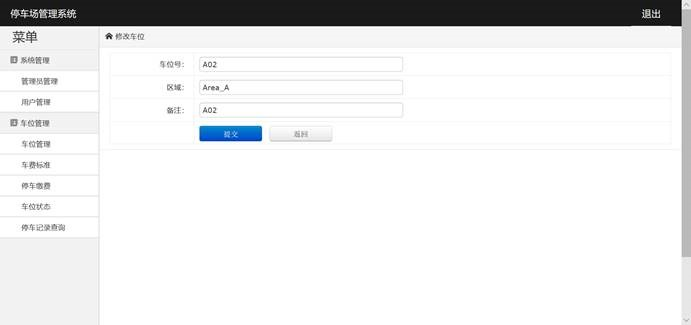 停车场管理系统
退出
菜单
修改车位
系统管理
管理员管理
用户管理
车位管理
车位管理
车费标准
停车缴费
车位状态
停车记录查询
车位号: A02
区域: Area_A
备注: A02
提交 返回